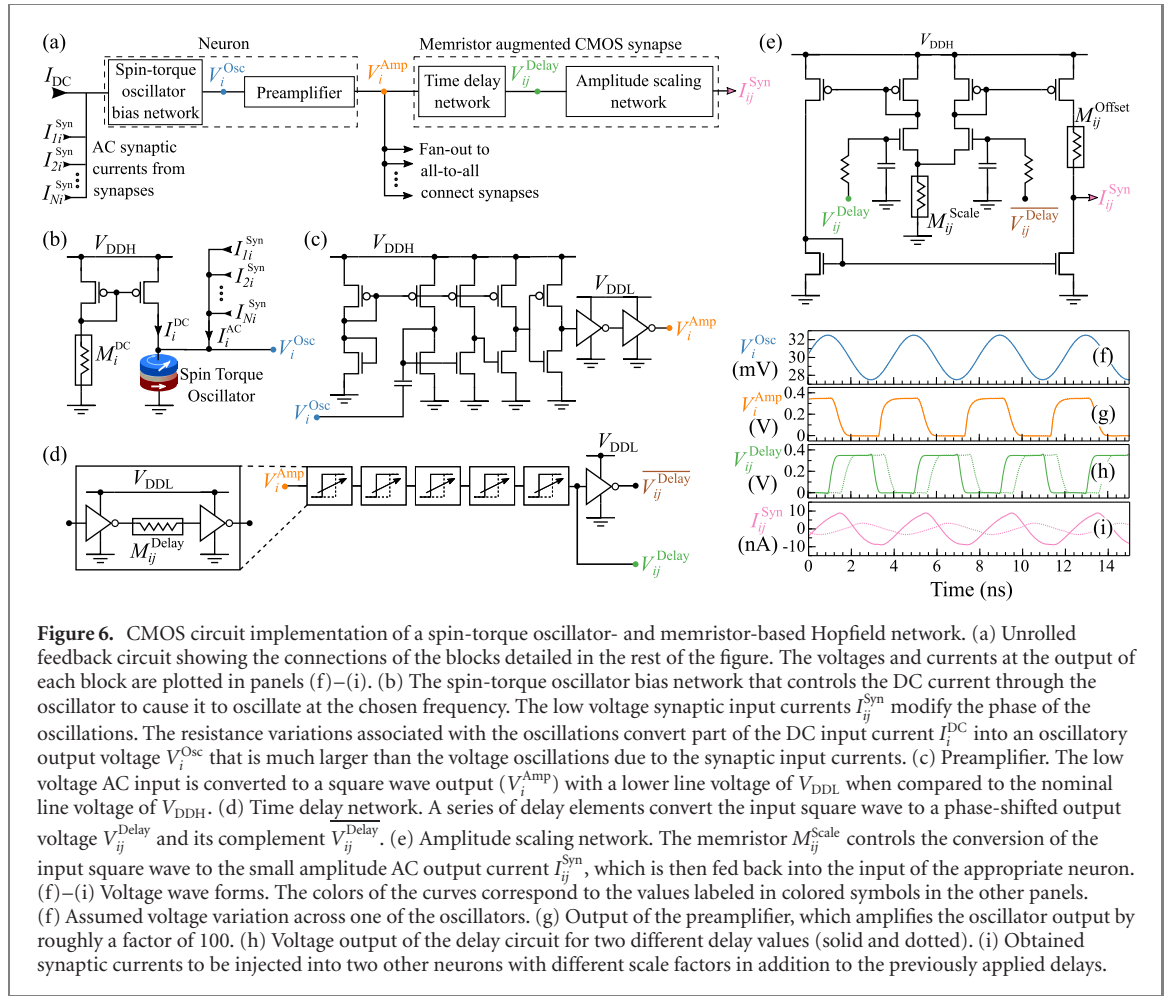 (a)
Neuron
Memristor augmented CMOS synapse
I_DC
Spin-torque
oscillator
bias network
V_i^Osc
Preamplifier
V_i^Amp
Time delay
network
V_ij^Delay
Amplitude scaling
network
I_ij^Syn
I_1i^Syn
I_2i^Syn
I_Ni^Syn
AC synaptic
currents from
synapses
Fan-out to
all-to-all
connect synapses
(b)
V_DDH
I_1i^Syn
I_2i^Syn
I_Ni^Syn
M_i^DC
I_i^DC
I_i^AC
V_i^Osc
Spin Torque
Oscillator
(c)
V_DDH
V_DDL
V_i^Amp
V_i^Osc
(d)
V_DDL
M_ij^Delay
V_i^Amp
V_DDL
V̅_ij^Delay
V_ij^Delay
(e)
V_DDH
M_ij^Offset
I_ij^Syn
V_ij^Delay
M_ij^Scale
V̅_ij^Delay
V_i^Osc
(mV)
32
30
28
(f)
V_i^Amp
(V)
0.4
0
(g)
V_ij^Delay
(V)
0.4
0
(h)
I_ij^Syn
(nA)
10
0
-10
(i)
0 2 4 6 8 10 12 14
Time (ns)
Figure 6. CMOS circuit implementation of a spin-torque oscillator- and memristor-based Hopfield network. (a) Unrolled
feedback circuit showing the connections of the blocks detailed in the rest of the figure. The voltages and currents at the output of
each block are plotted in panels (f)–(i). (b) The spin-torque oscillator bias network that controls the DC current through the
oscillator to cause it to oscillate at the chosen frequency. The low voltage synaptic input currents I_ij^Syn modify the phase of the
oscillations. The resistance variations associated with the oscillations convert part of the DC input current I_i^DC into an oscillatory
output voltage V_i^Osc that is much larger than the voltage oscillations due to the synaptic input currents. (c) Preamplifier. The low
voltage AC input is converted to a square wave output (V_i^Amp) with a lower line voltage of V_DDL when compared to the nominal
line voltage of V_DDH. (d) Time delay network. A series of delay elements convert the input square wave to a phase-shifted output
voltage V_ij^Delay and its complement V̅_ij^Delay. (e) Amplitude scaling network. The memristor M_ij^Scale controls the conversion of the
input square wave to the small amplitude AC output current I_ij^Syn, which is then fed back into the input of the appropriate neuron.
(f)–(i) Voltage wave forms. The colors of the curves correspond to the values labeled in colored symbols in the other panels.
(f) Assumed voltage variation across one of the oscillators. (g) Output of the preamplifier, which amplifies the oscillator output by
roughly a factor of 100. (h) Voltage output of the delay circuit for two different delay values (solid and dotted). (i) Obtained
synaptic currents to be injected into two other neurons with different scale factors in addition to the previously applied delays.